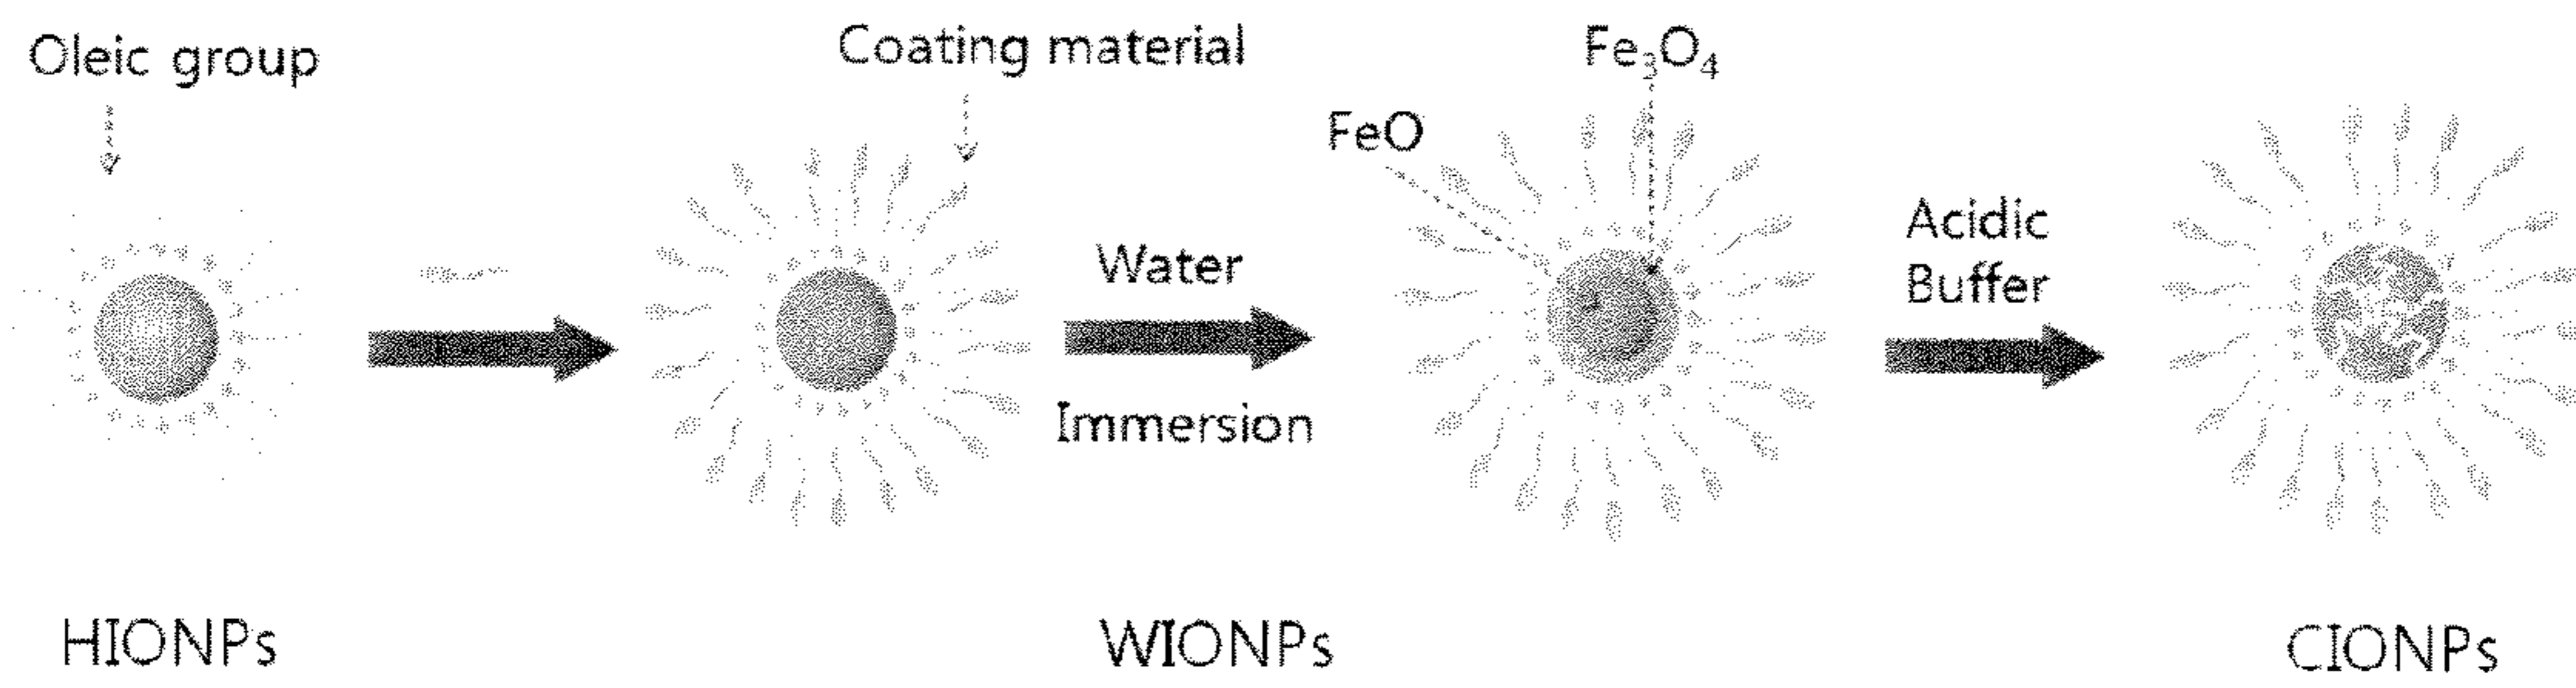 Oleic group
Coating material
Fe₃O₄
FeO
Water
Immersion
Acidic
Buffer
HIONPs
WIONPs
CIONPs